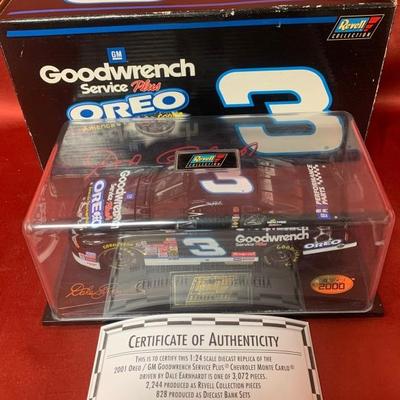 GM
Goodwrench
Service Plus
OREO
3
Revell
COLLECTION
Revell
COLLECTION
OREO
Goodwrench
3
Goodwrench
OREO
PERFORMANCE
PARTS
2000
CERTIFICATE OF AUTHENTICITY
THIS IS TO CERTIFY THIS 1:24 SCALE DIECAST REPLICA OF THE
2001 OREO / GM GOODWRENCH SERVICE PLUS® CHEVROLET MONTE CARLO®
DRIVEN BY DALE EARNHARDT IS ONE OF 3,072 PIECES.
2,244 PRODUCED AS REVELL COLLECTION PIECES
828 PRODUCED AS DIECAST BANK SETS